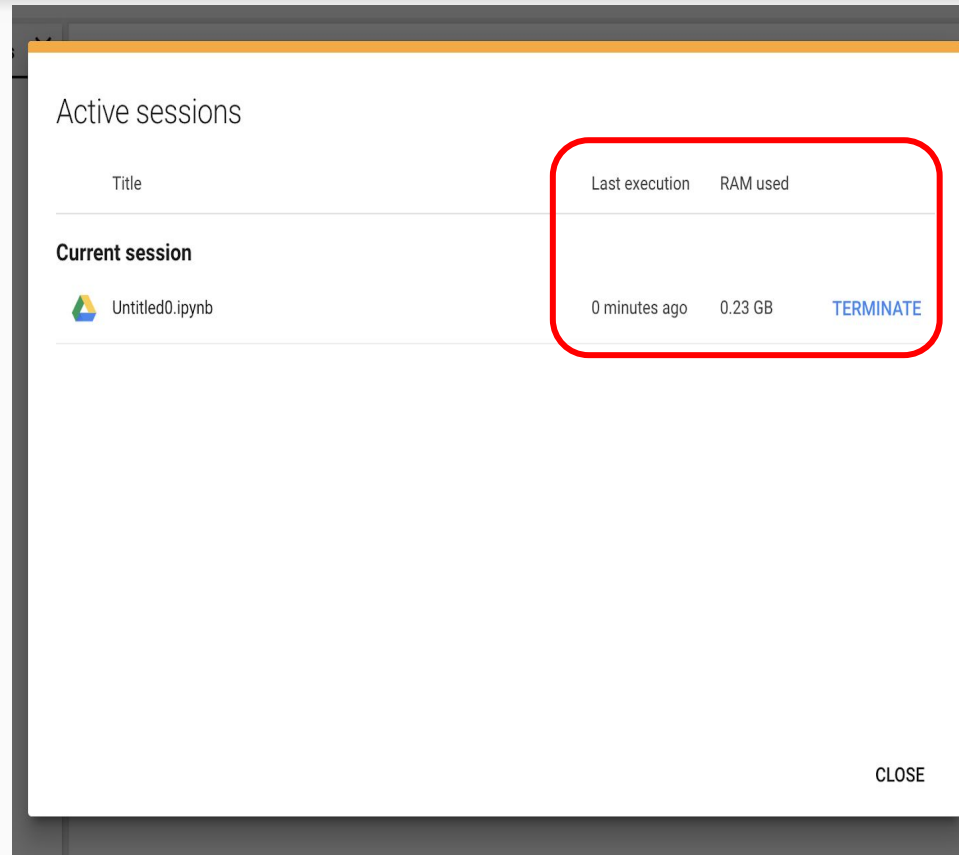 Active sessions
Title Last execution RAM used
Current session
Untitled0.ipynb 0 minutes ago 0.23 GB TERMINATE
CLOSE